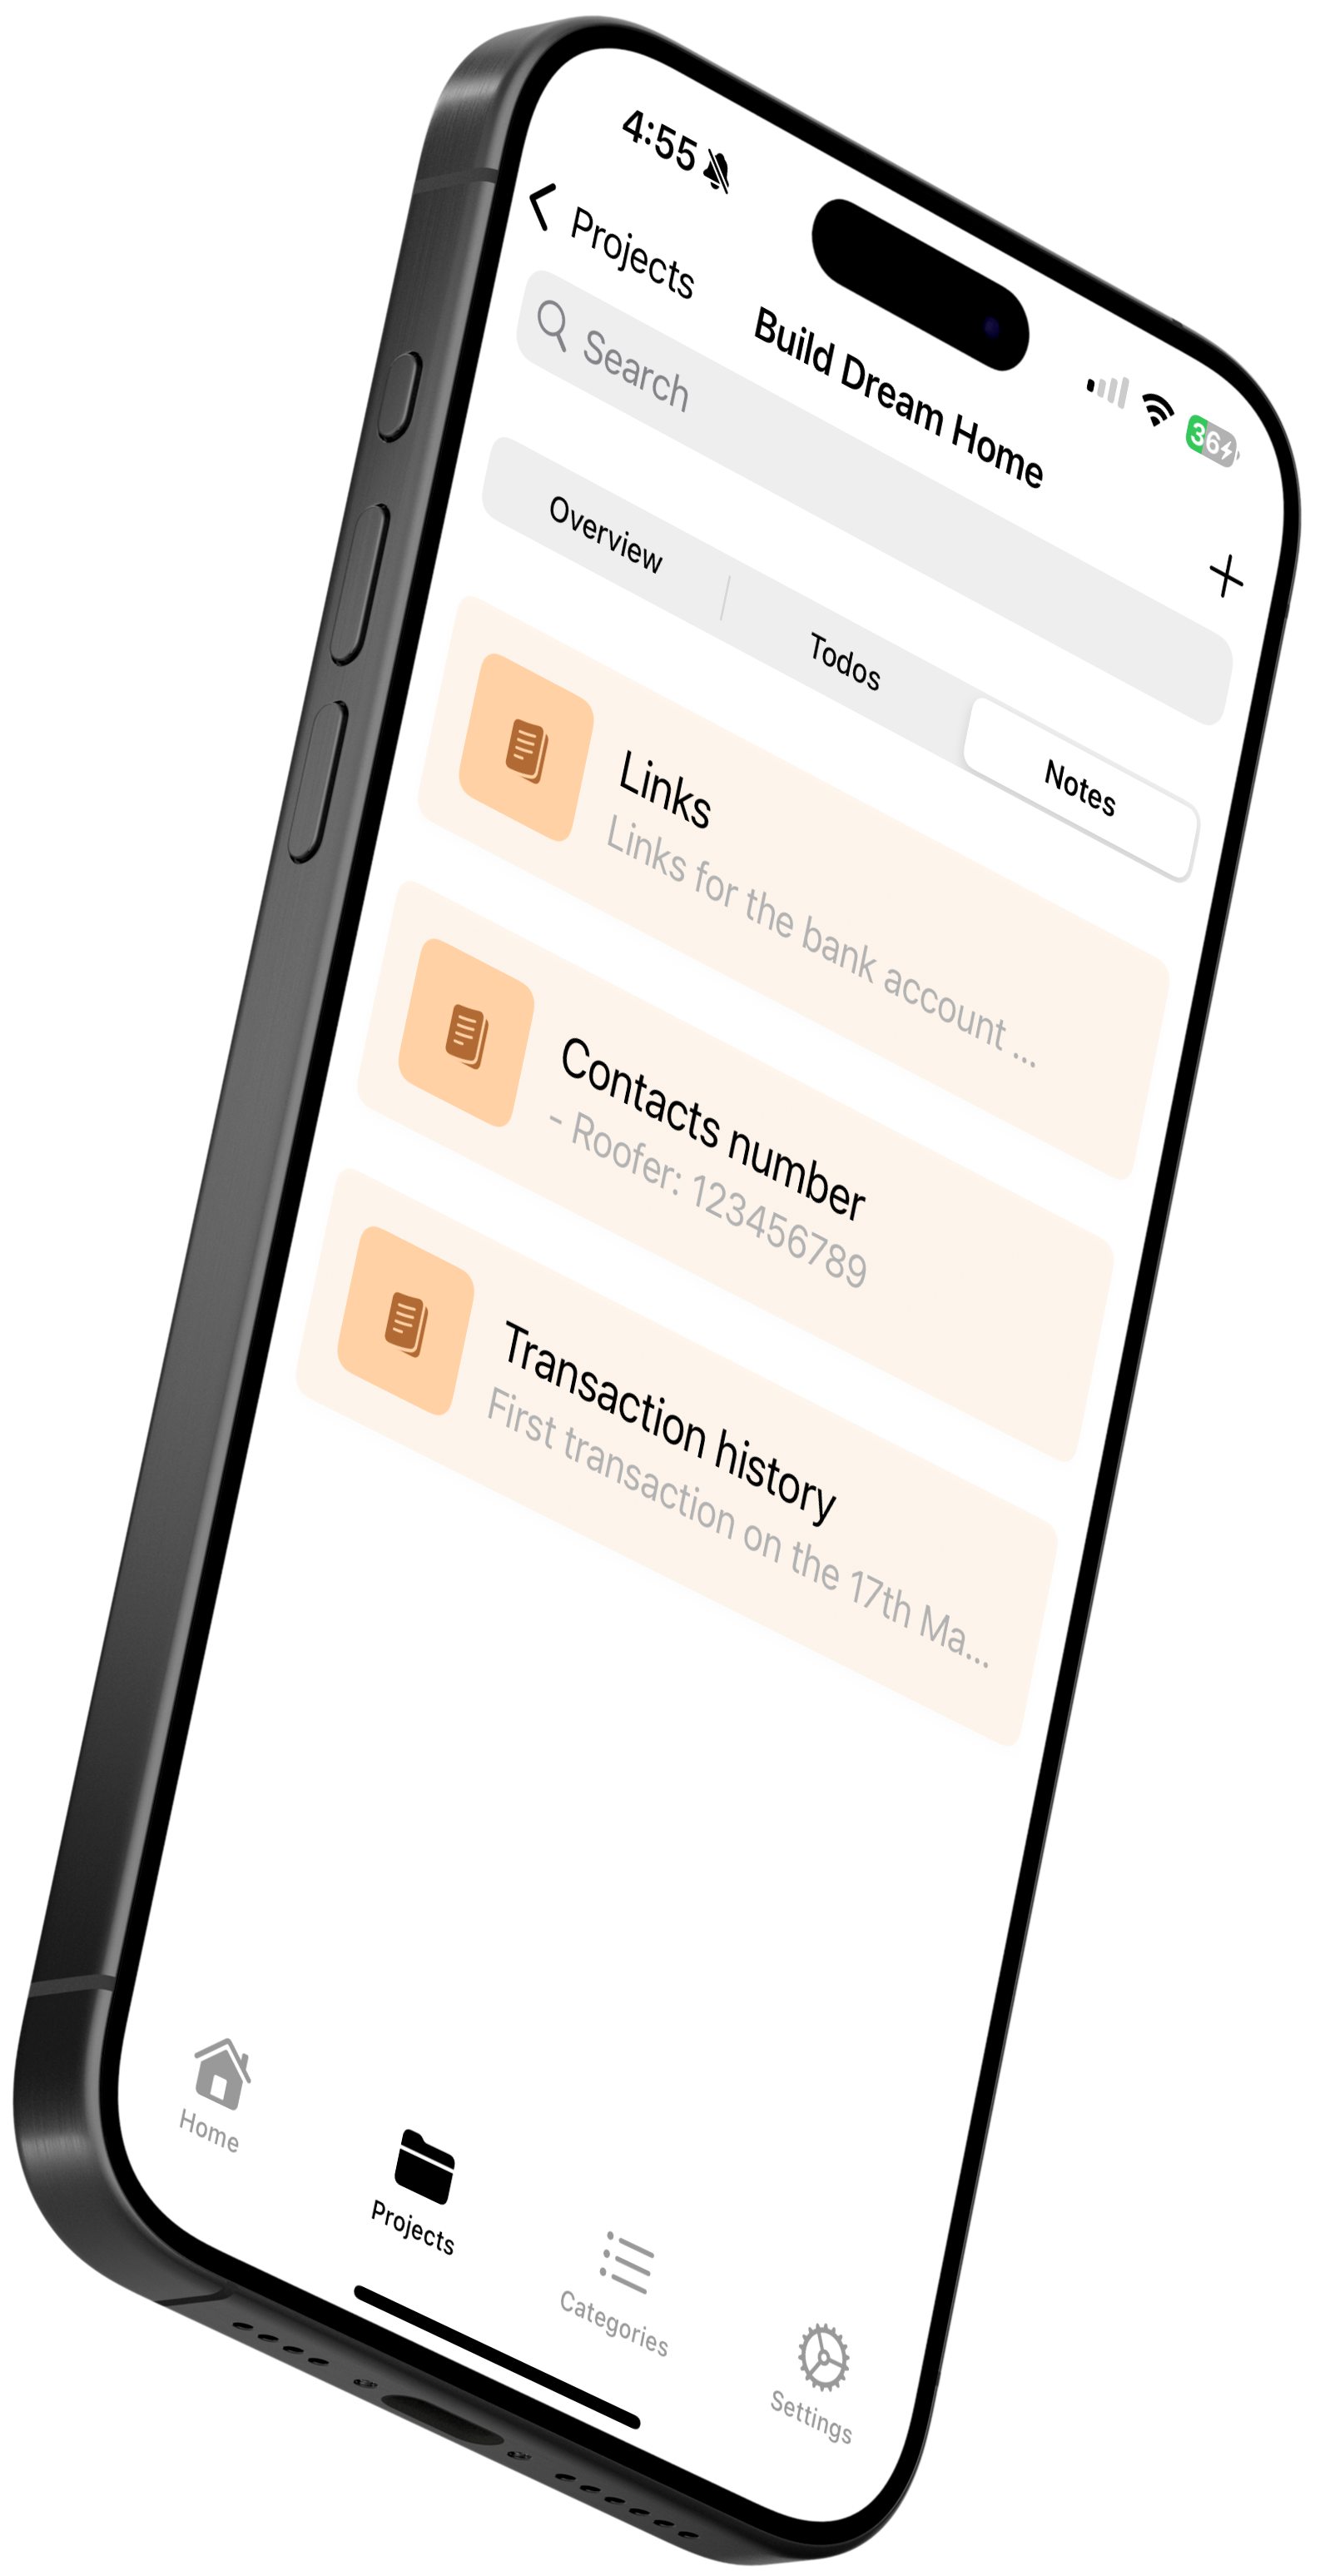 4:55
36
Projects
Build Dream Home
Search
Overview
Todos
Notes
Links
Links for the bank account ...
Contacts number
- Roofer: 123456789
Transaction history
First transaction on the 17th Ma...
Home
Projects
Categories
Settings